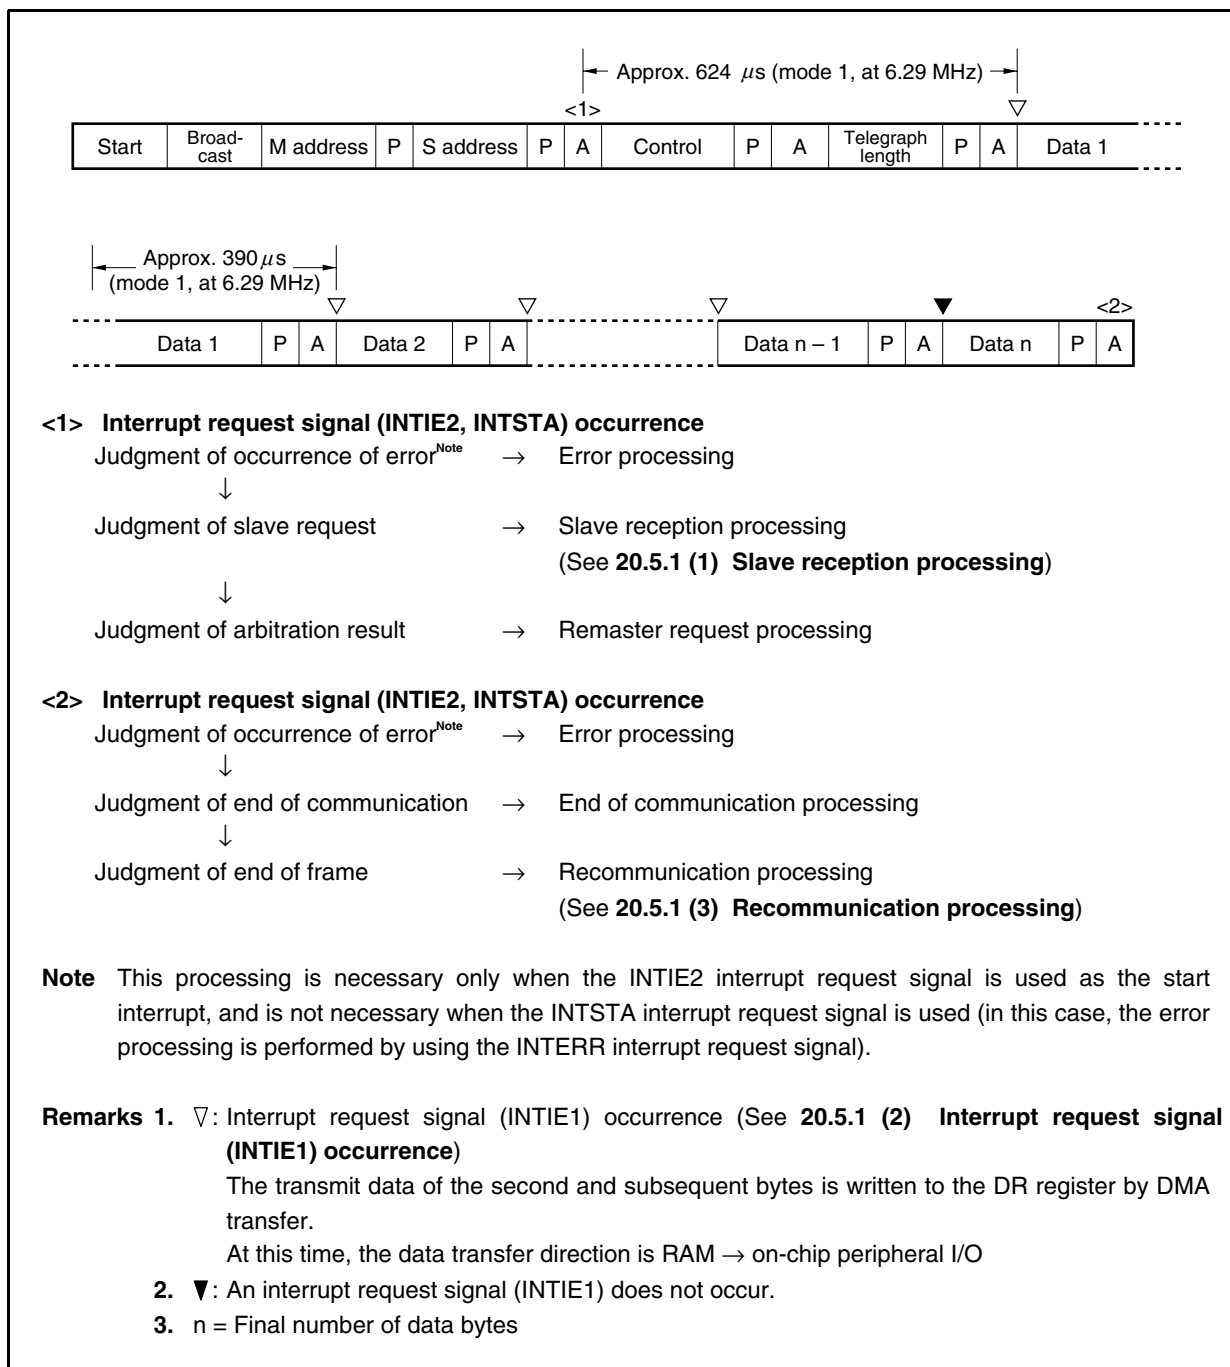 Approx. 624 μs (mode 1, at 6.29 MHz)
<1> ▽
Start Broad-cast M address P S address P A Control P A Telegraph length P A Data 1
Approx. 390 μs
(mode 1, at 6.29 MHz)
▽ ▽ ▽ ▼ <2>
Data 1 P A Data 2 P A Data n – 1 P A Data n P A
<1> Interrupt request signal (INTIE2, INTSTA) occurrence
Judgment of occurrence of error Note → Error processing
↓
Judgment of slave request → Slave reception processing
(See 20.5.1 (1) Slave reception processing)
↓
Judgment of arbitration result → Remaster request processing
<2> Interrupt request signal (INTIE2, INTSTA) occurrence
Judgment of occurrence of error Note → Error processing
↓
Judgment of end of communication → End of communication processing
↓
Judgment of end of frame → Recommunication processing
(See 20.5.1 (3) Recommunication processing)
Note This processing is necessary only when the INTIE2 interrupt request signal is used as the start
interrupt, and is not necessary when the INTSTA interrupt request signal is used (in this case, the error
processing is performed by using the INTERR interrupt request signal).
Remarks 1. ▽: Interrupt request signal (INTIE1) occurrence (See 20.5.1 (2) Interrupt request signal
(INTIE1) occurrence)
The transmit data of the second and subsequent bytes is written to the DR register by DMA
transfer.
At this time, the data transfer direction is RAM → on-chip peripheral I/O
2. ▼: An interrupt request signal (INTIE1) does not occur.
3. n = Final number of data bytes